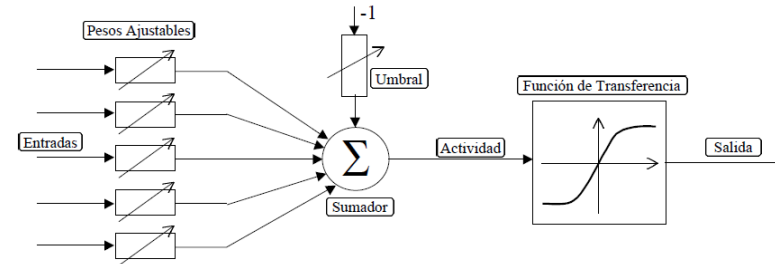 -1
Pesos Ajustables
Umbral
Función de Transferencia
Entradas
Σ
Actividad
Salida
Sumador